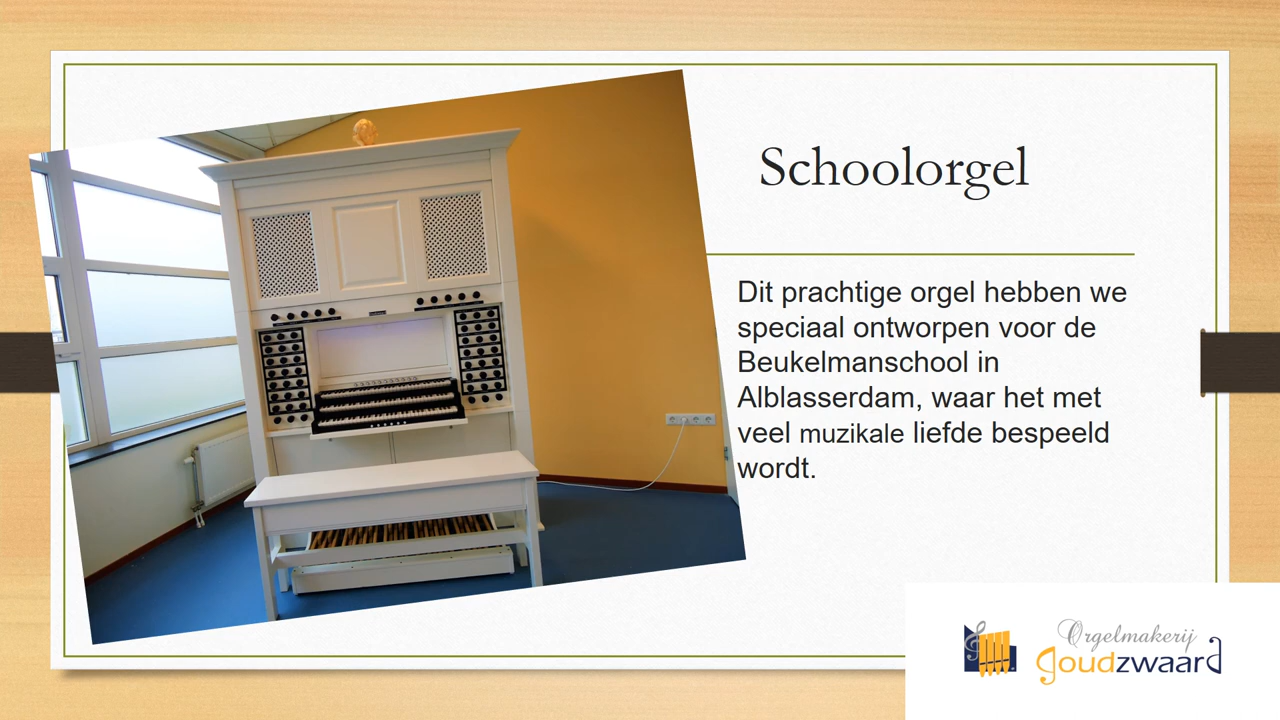 Schoolorgel
Dit prachtige orgel hebben we
speciaal ontworpen voor de
Beukelmanschool in
Alblasserdam, waar het met
veel muzikale liefde bespeeld
wordt.
Orgelmakerij
goudzwaard